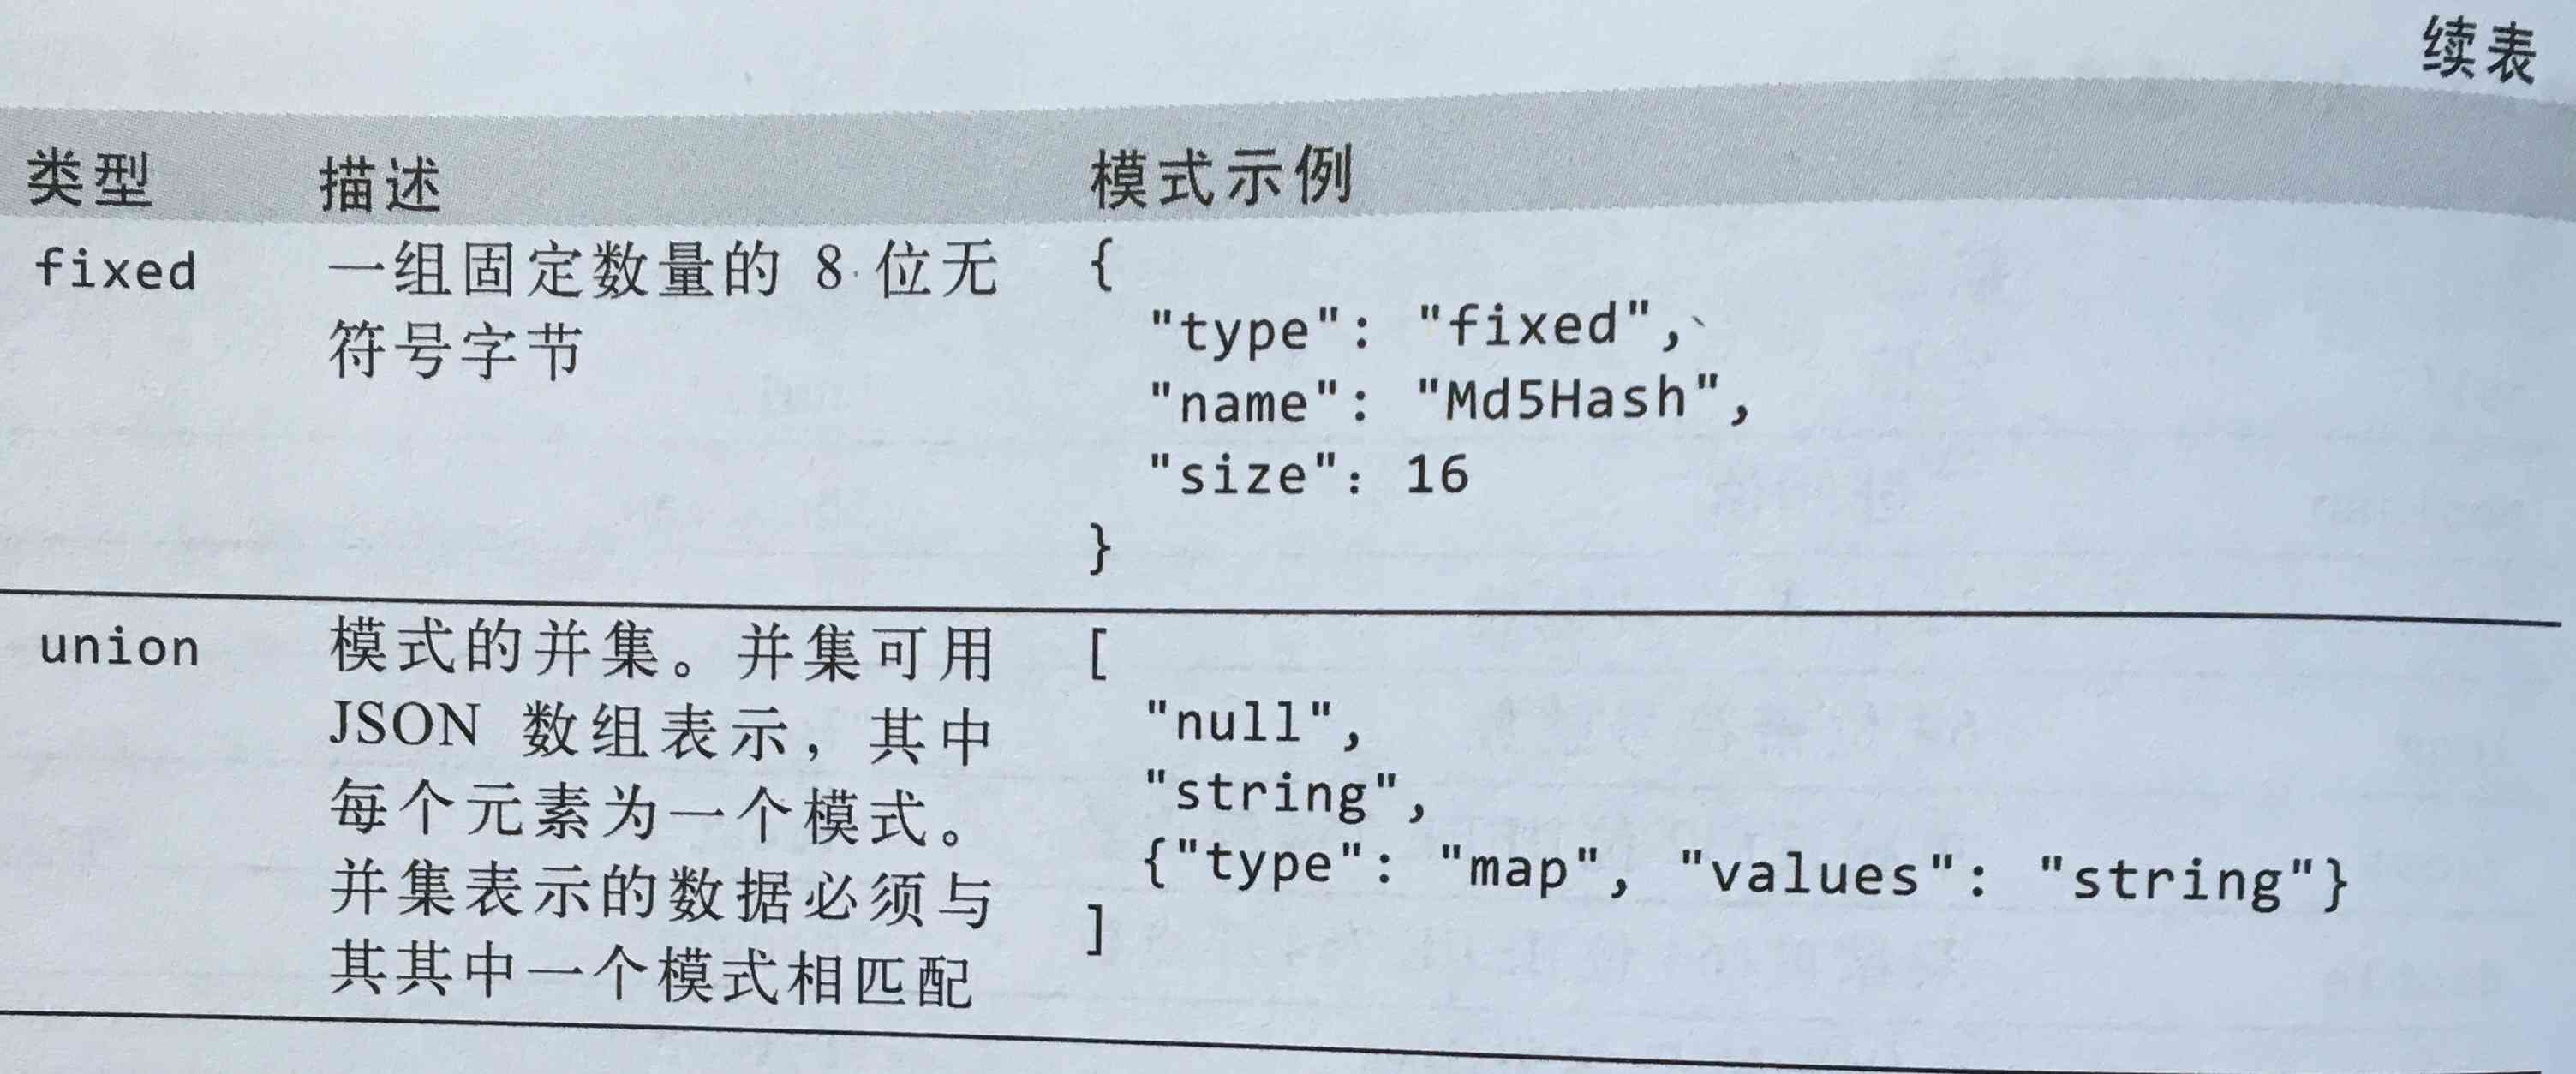 续表
类型 描述 模式示例
fixed 一组固定数量的 8 位无 {
符号字节 "type": "fixed",
"name": "Md5Hash",
"size": 16
}
union 模式的并集。并集可用 [
JSON 数组表示，其中 "null",
每个元素为一个模式。 "string",
并集表示的数据必须与 {"type": "map", "values": "string"}
其其中一个模式相匹配 ]